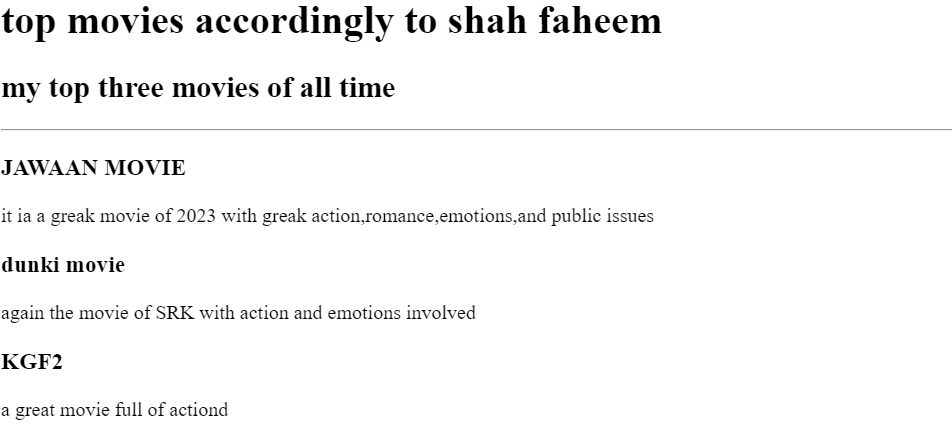 top movies accordingly to shah faheem
my top three movies of all time
JAWAAN MOVIE
it ia a greak movie of 2023 with greak action,romance,emotions,and public issues
dunki movie
again the movie of SRK with action and emotions involved
KGF2
a great movie full of actiond